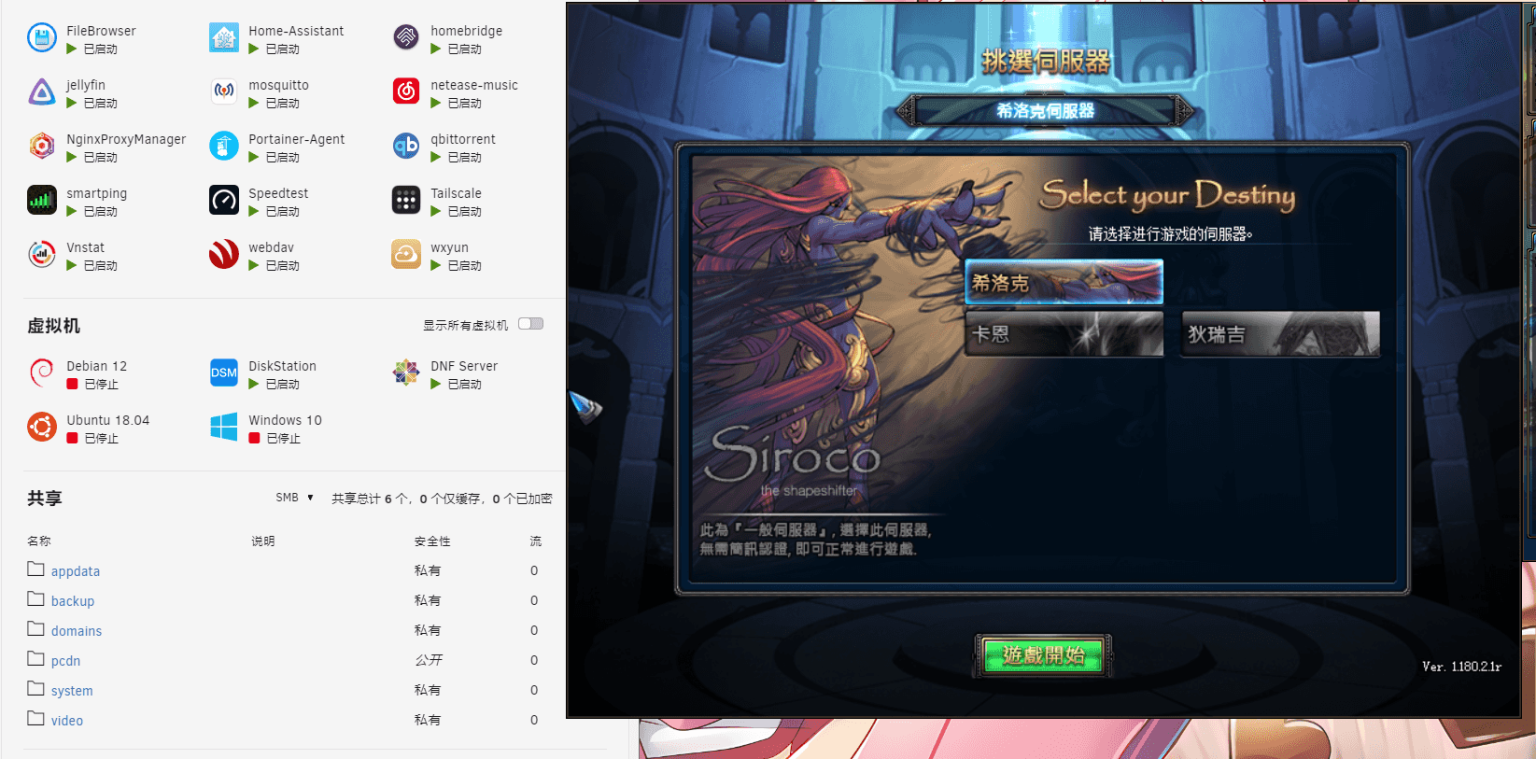 FileBrowser
已启动
Home-Assistant
已启动
homebridge
已启动
jellyfin
已启动
mosquitto
已启动
netease-music
已启动
NginxProxyManager
已启动
Portainer-Agent
已启动
qbittorrent
已启动
smartping
已启动
Speedtest
已启动
Tailscale
已启动
Vnstat
已启动
webdav
已启动
wxyun
已启动
虚拟机
显示所有虚拟机
Debian 12
已停止
DSM
DiskStation
已启动
DNF Server
已启动
Ubuntu 18.04
已停止
Windows 10
已停止
共享
SMB
共享总计 6 个，0 个仅缓存，0 个已加密
名称 说明 安全性 流
appdata 私有 0
backup 私有 0
domains 私有 0
pcdn 公开 0
system 私有 0
video 私有 0
挑選伺服器
希洛克伺服器
Select your Destiny
请选择进行游戏的伺服器。
希洛克
卡恩
狄瑞吉
Siroco
the shapeshifter
此為『一般伺服器』, 選擇此伺服器,
無需簡訊認證, 即可正常進行遊戲.
遊戲開始
Ver. 1.180.2.1r